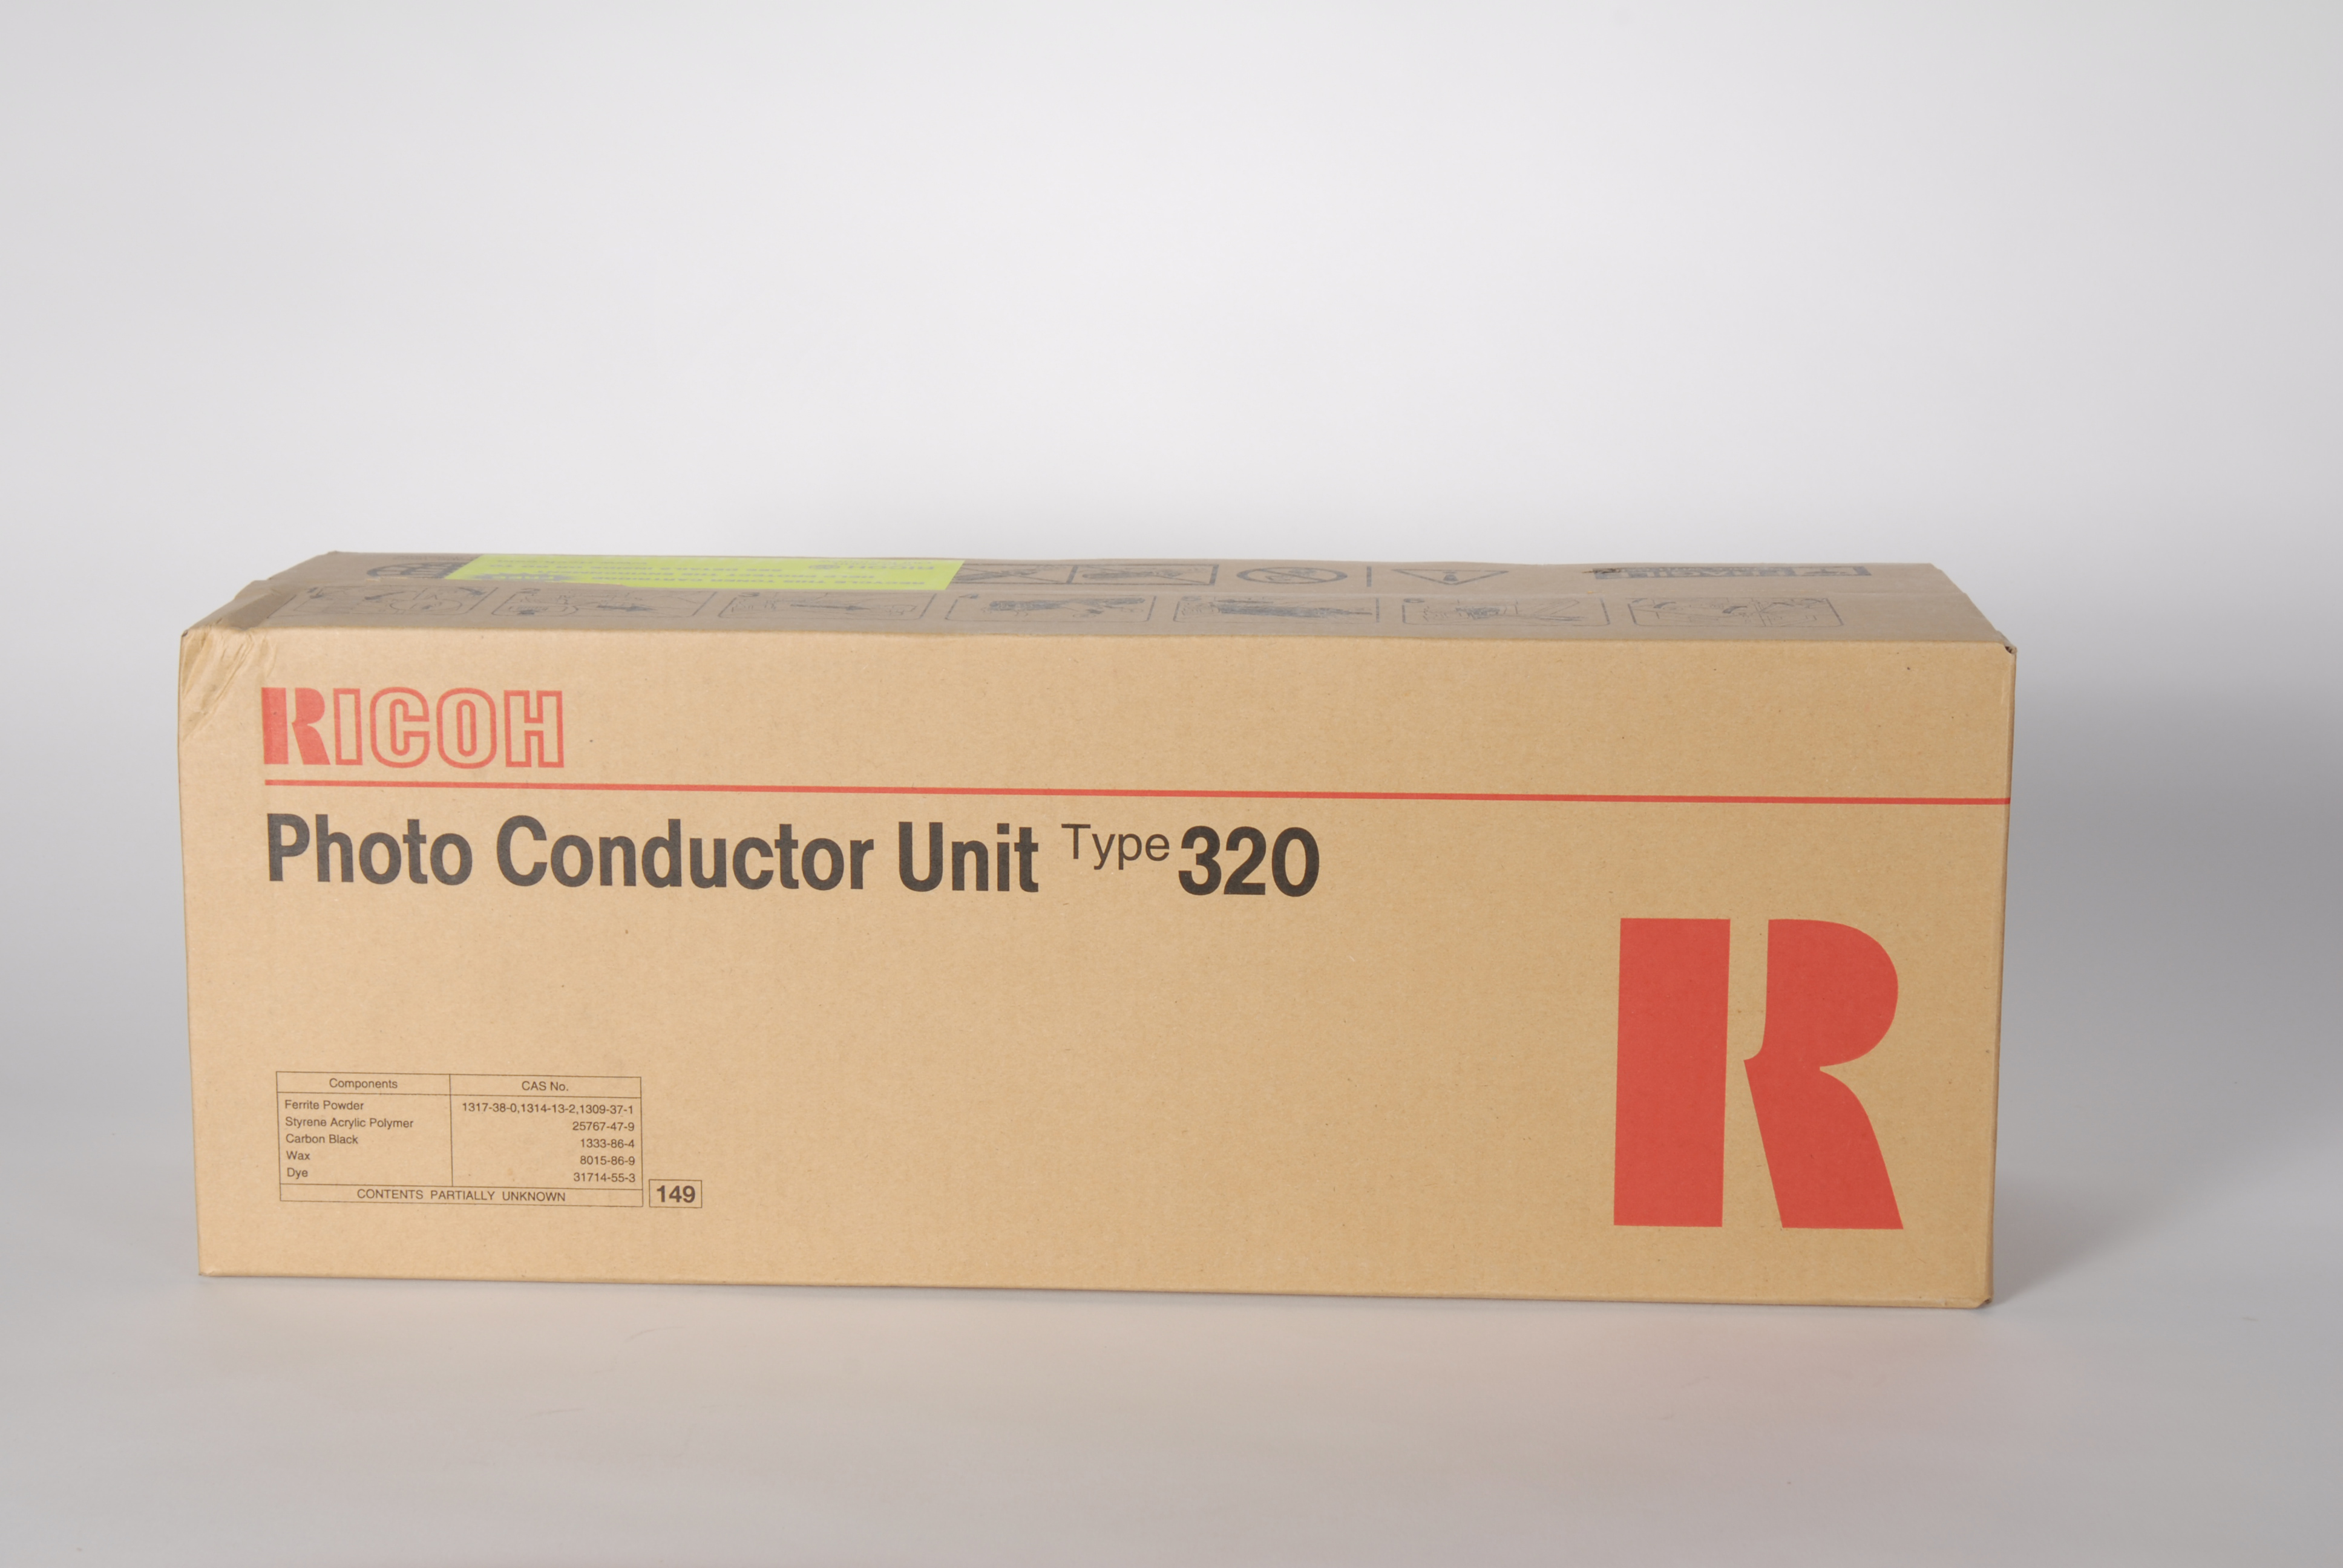 RICOH
Photo Conductor Unit Type 320
Components CAS No.
Ferrite Powder 1317-38-0,1314-13-2,1309-37-1
Styrene Acrylic Polymer 25767-47-9
Carbon Black 1333-86-4
Wax 8015-86-9
Dye 31714-55-3
CONTENTS PARTIALLY UNKNOWN
149
R